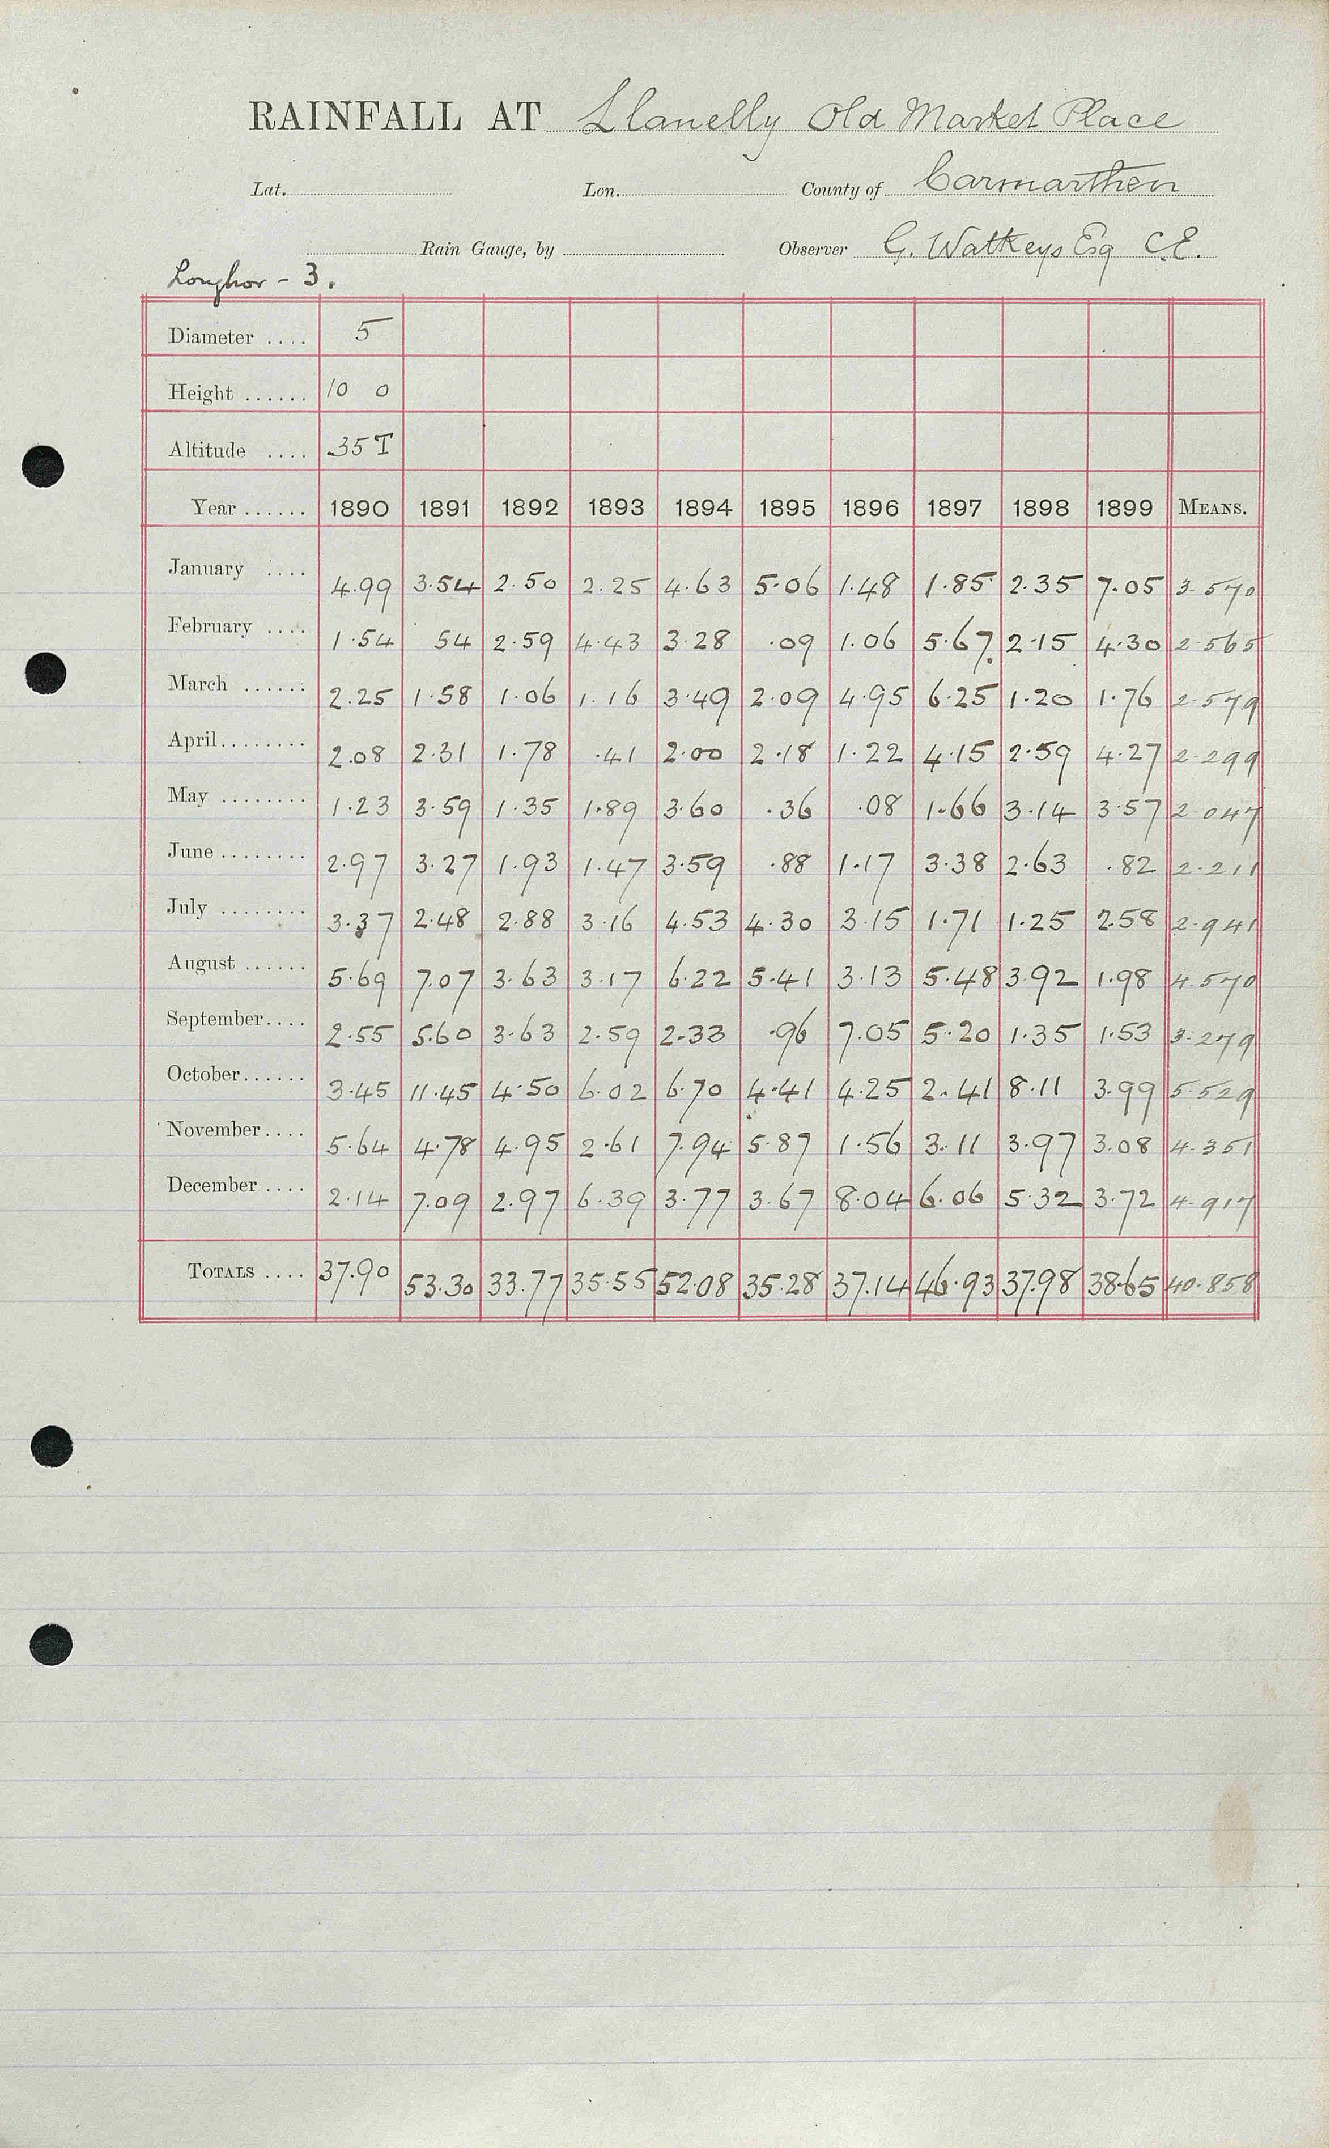 RAINFALL AT Llanelly Old Market Place
Lat. Lon. County of Carmarthen
Rain Gauge, by Observer G. Watkeys Esq C.E.
Loughor - 3.
Diameter .... 5
Height ...... 10 0
Altitude .... 35 T
Year ...... 1890 1891 1892 1893 1894 1895 1896 1897 1898 1899 MEANS.
January .... 4.99 3.54 2.50 2.25 4.63 5.06 1.48 1.85 2.35 7.05 3.570
February .... 1.54 54 2.59 4.43 3.28 .09 1.06 5.67 2.15 4.30 2.565
March ...... 2.25 1.58 1.06 1.16 3.49 2.09 4.95 6.25 1.20 1.76 2.579
April........ 2.08 2.31 1.78 .41 2.00 2.18 1.22 4.15 2.59 4.27 2.299
May ........ 1.23 3.59 1.35 1.89 3.60 .36 .08 1.66 3.14 3.57 2.047
June ........ 2.97 3.27 1.93 1.47 3.59 .88 1.17 3.38 2.63 .82 2.211
July ........ 3.37 2.48 2.88 3.16 4.53 4.30 3.15 1.71 1.25 2.58 2.941
August ...... 5.69 7.07 3.63 3.17 6.22 5.41 3.13 5.48 3.92 1.98 4.570
September.... 2.55 5.60 3.63 2.59 2.33 .96 7.05 5.20 1.35 1.53 3.279
October...... 3.45 11.45 4.50 6.02 6.70 4.41 4.25 2.41 8.11 3.99 5.529
November.... 5.64 4.78 4.95 2.61 7.94 5.87 1.56 3.11 3.97 3.08 4.351
December .... 2.14 7.09 2.97 6.39 3.77 3.67 8.04 6.06 5.32 3.72 4.917
TOTALS .... 37.90 53.30 33.77 35.55 52.08 35.28 37.14 46.93 37.98 38.65 40.858